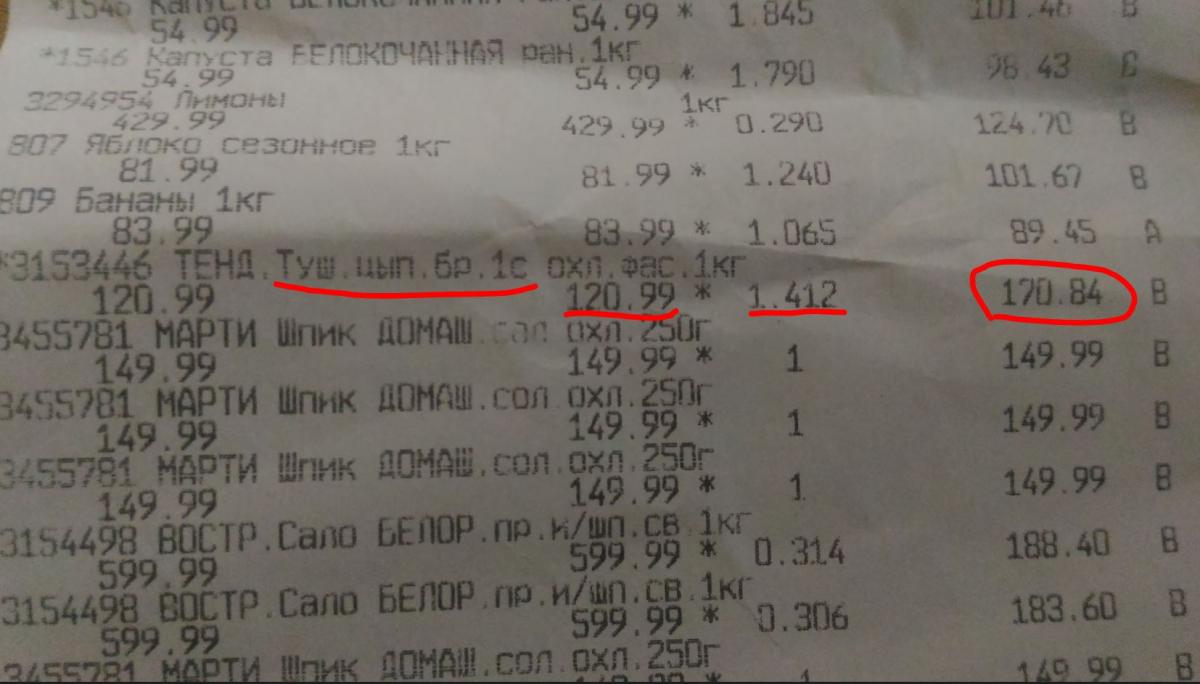 *1546 Капуста БЕЛОКОЧАННАЯ ран
54.99 54.99 * 1.845 101.46 В
*1546 Капуста БЕЛОКОЧАННАЯ ран.1кг
54.99 54.99 * 1.790 98.43 В
3294954 Лимоны 1кг
429.99 429.99 * 0.290 124.70 В
807 Яблоко сезонное 1кг
81.99 81.99 * 1.240 101.67 В
809 Бананы 1кг
83.99 83.99 * 1.065 89.45 А
*3153446 ТЕНД.Туш.цып.бр.1с охл.фас.1кг
120.99 120.99 * 1.412 170.84 В
3455781 МАРТИ Шпик ДОМАШ.сол охл.250г
149.99 149.99 * 1 149.99 В
3455781 МАРТИ Шпик ДОМАШ.сол охл.250г
149.99 149.99 * 1 149.99 В
3455781 МАРТИ Шпик ДОМАШ.сол.охл.250г
149.99 149.99 * 1 149.99 В
3154498 ВОСТР.Сало БЕЛОР.пр.и/шп.св.1кг
599.99 599.99 * 0.314 188.40 В
3154498 ВОСТР.Сало БЕЛОР.пр.и/шп.св.1кг
599.99 599.99 * 0.306 183.60 В
3455781 МАРТИ Шпик ДОМАШ.сол.охл.250г
149.99 * 1 149.99 В